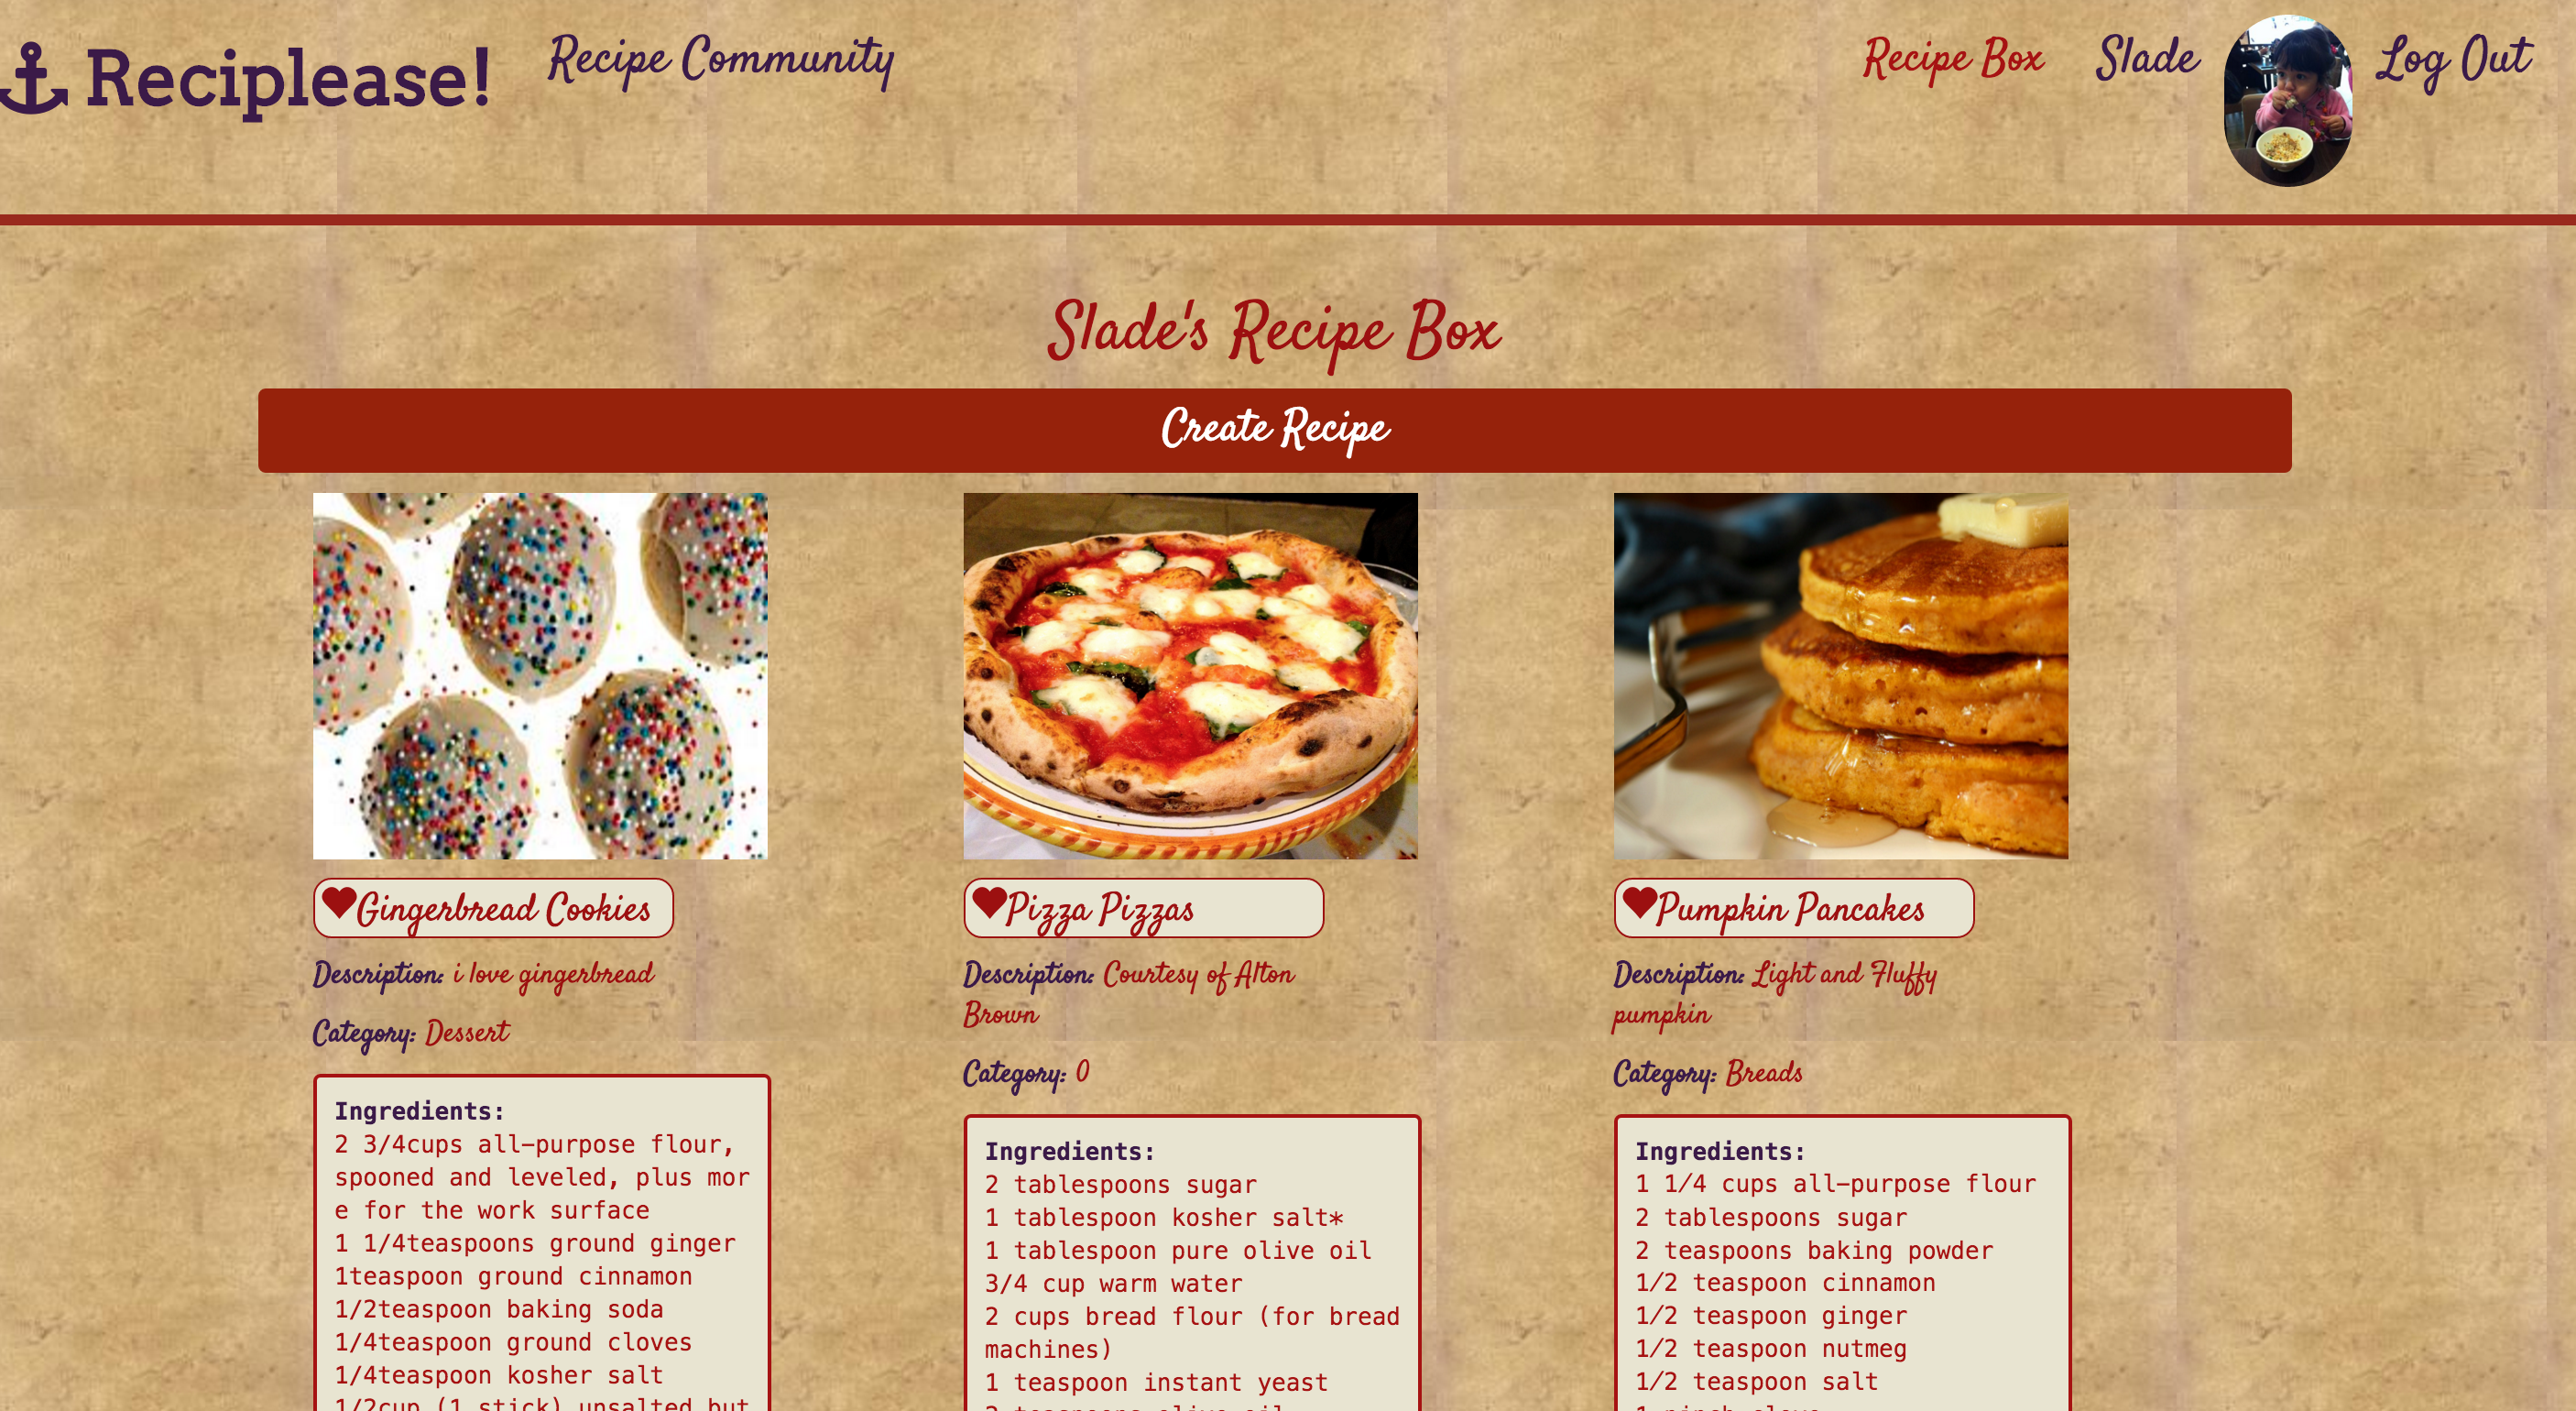 Reciplease!
Recipe Community
Recipe Box
Slade
Log Out
Slade's Recipe Box
Create Recipe
Gingerbread Cookies
Description: i love gingerbread
Category: Dessert
Ingredients:
2 3/4cups all-purpose flour,
spooned and leveled, plus mor
e for the work surface
1 1/4teaspoons ground ginger
1teaspoon ground cinnamon
1/2teaspoon baking soda
1/4teaspoon ground cloves
1/4teaspoon kosher salt
1/2cup (1 stick) unsalted but
Pizza Pizzas
Description: Courtesy of Alton
Brown
Category: 0
Ingredients:
2 tablespoons sugar
1 tablespoon kosher salt*
1 tablespoon pure olive oil
3/4 cup warm water
2 cups bread flour (for bread
machines)
1 teaspoon instant yeast
Pumpkin Pancakes
Description: Light and Fluffy
pumpkin
Category: Breads
Ingredients:
1 1/4 cups all-purpose flour
2 tablespoons sugar
2 teaspoons baking powder
1/2 teaspoon cinnamon
1/2 teaspoon ginger
1/2 teaspoon nutmeg
1/2 teaspoon salt